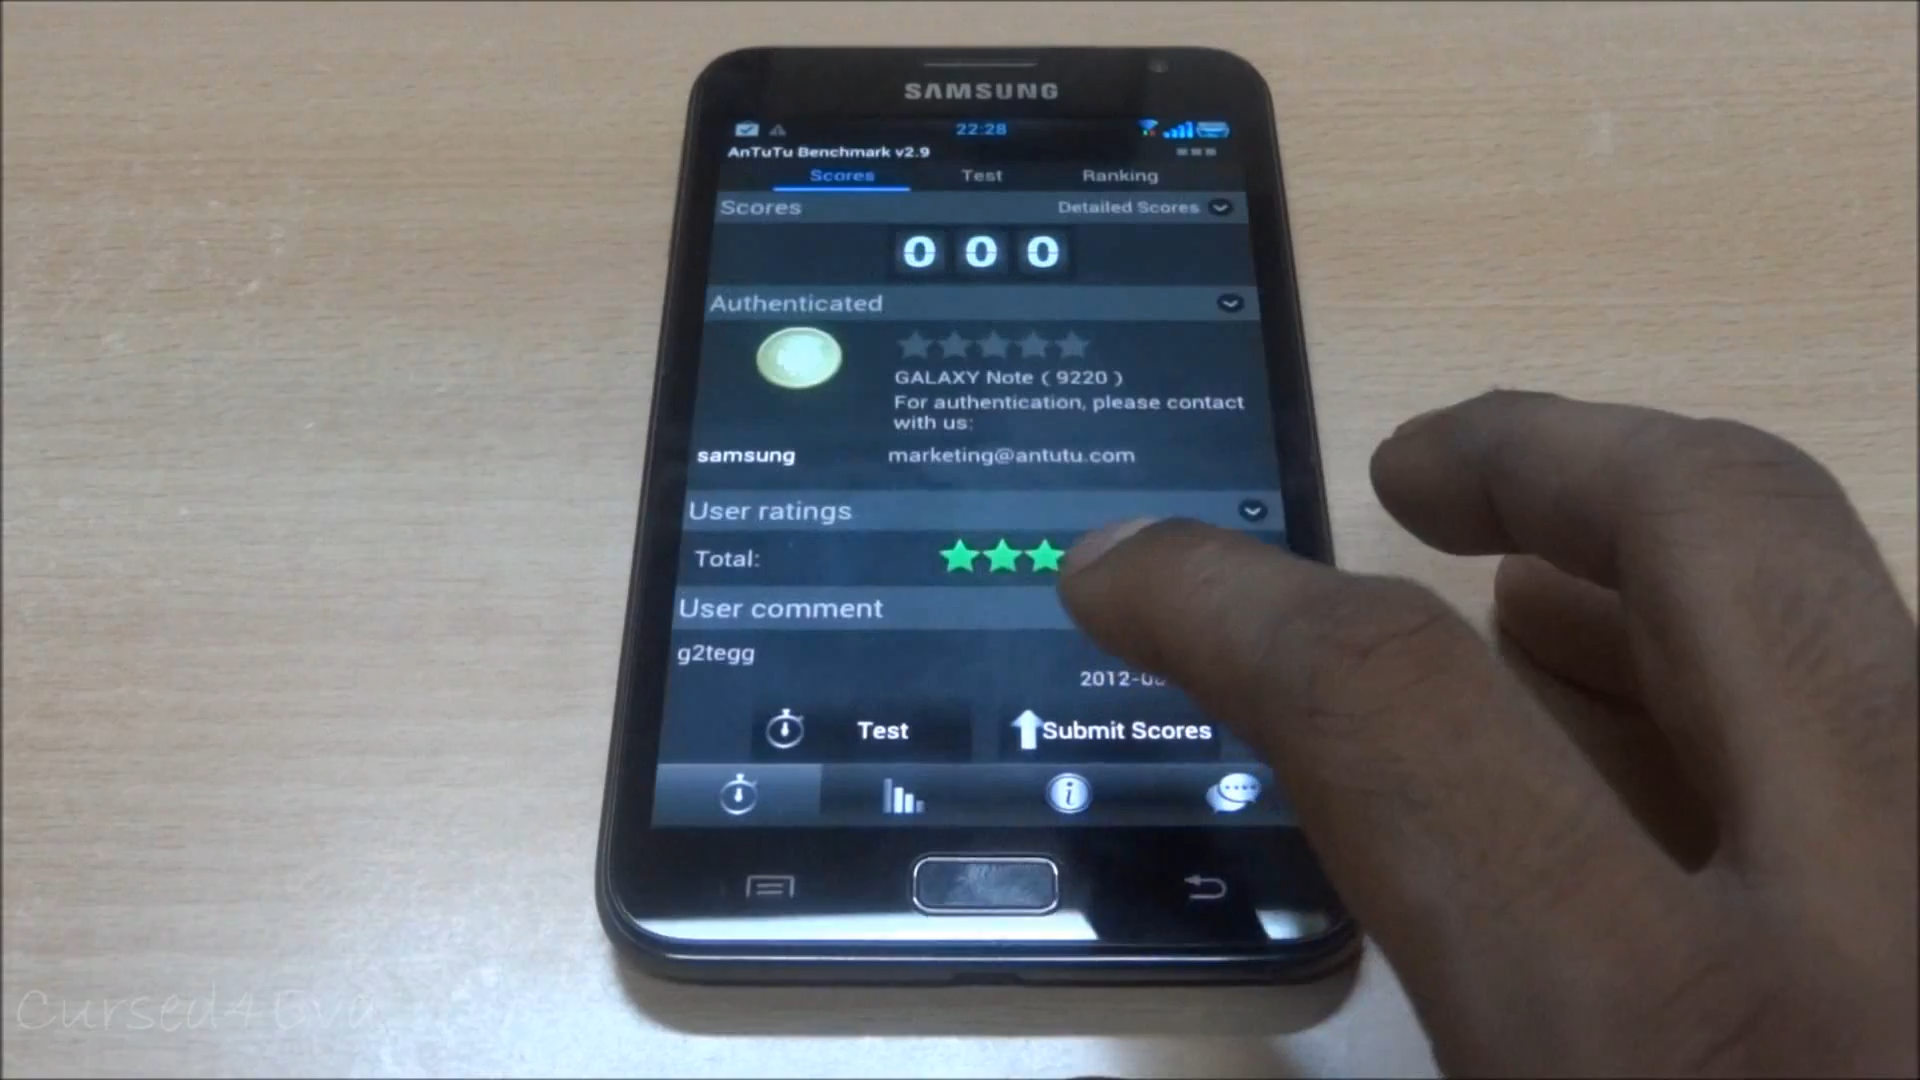 SAMSUNG
22:28
AnTuTu Benchmark v2.9
Scores Test Ranking
Scores Detailed Scores
0 0 0
Authenticated
GALAXY Note ( 9220 )
For authentication, please contact
with us:
samsung marketing@antutu.com
User ratings
Total:
User comment
g2tegg
Test Submit Scores
Cursed4Eva